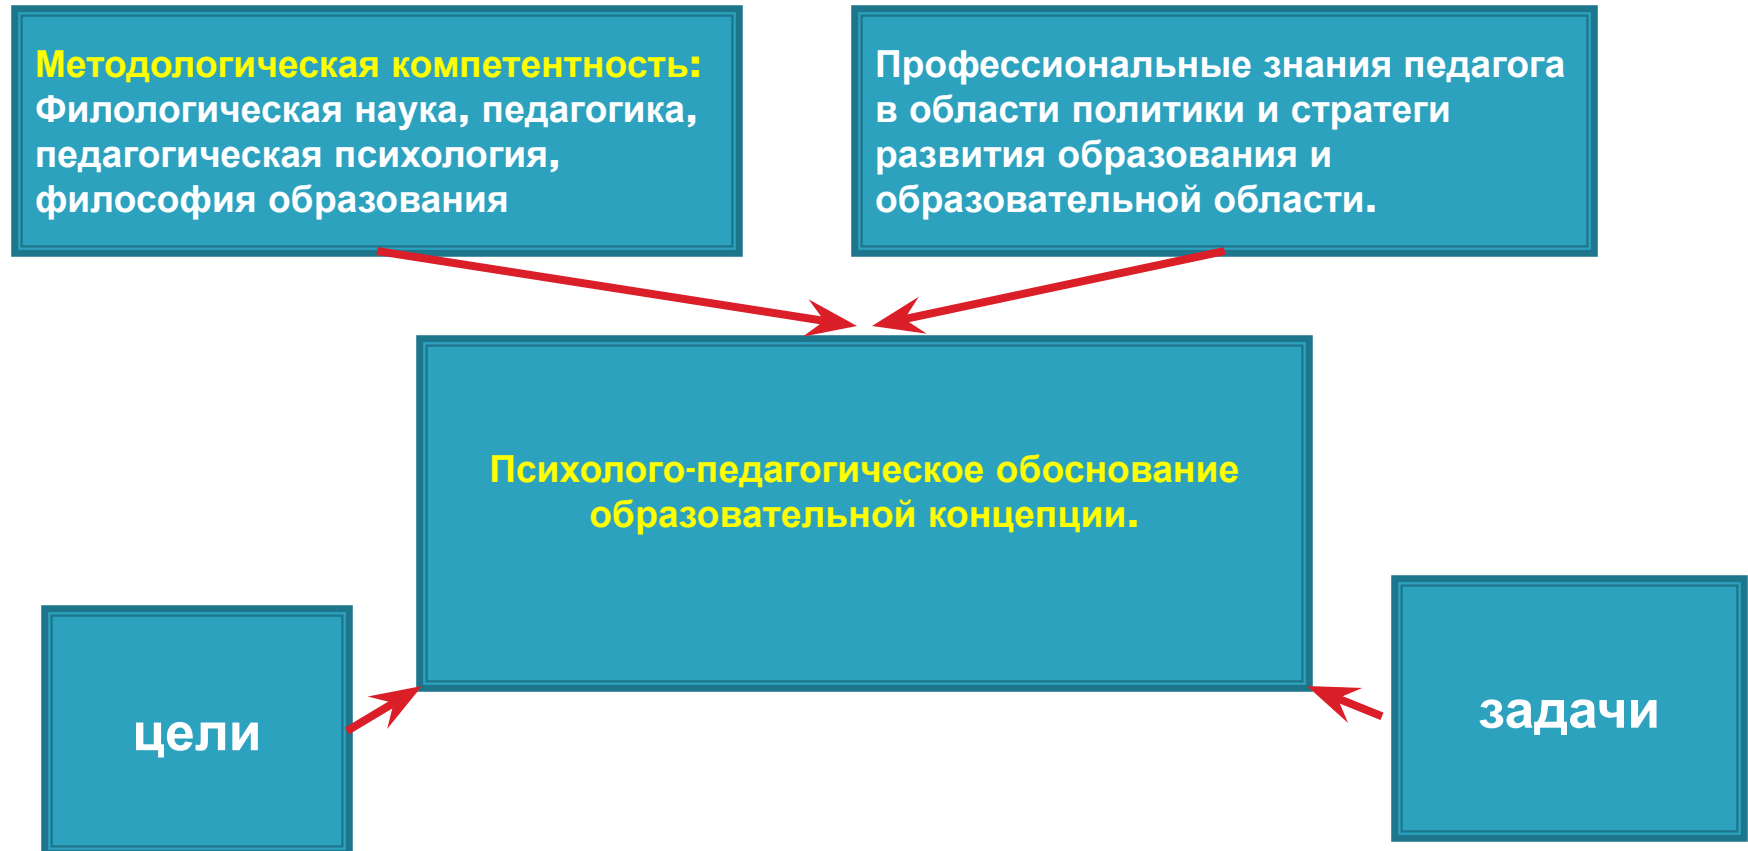 Методологическая компетентность:
Филологическая наука, педагогика,
педагогическая психология,
философия образования
Профессиональные знания педагога
в области политики и стратеги
развития образования и
образовательной области.
Психолого-педагогическое обоснование
образовательной концепции.
цели
задачи